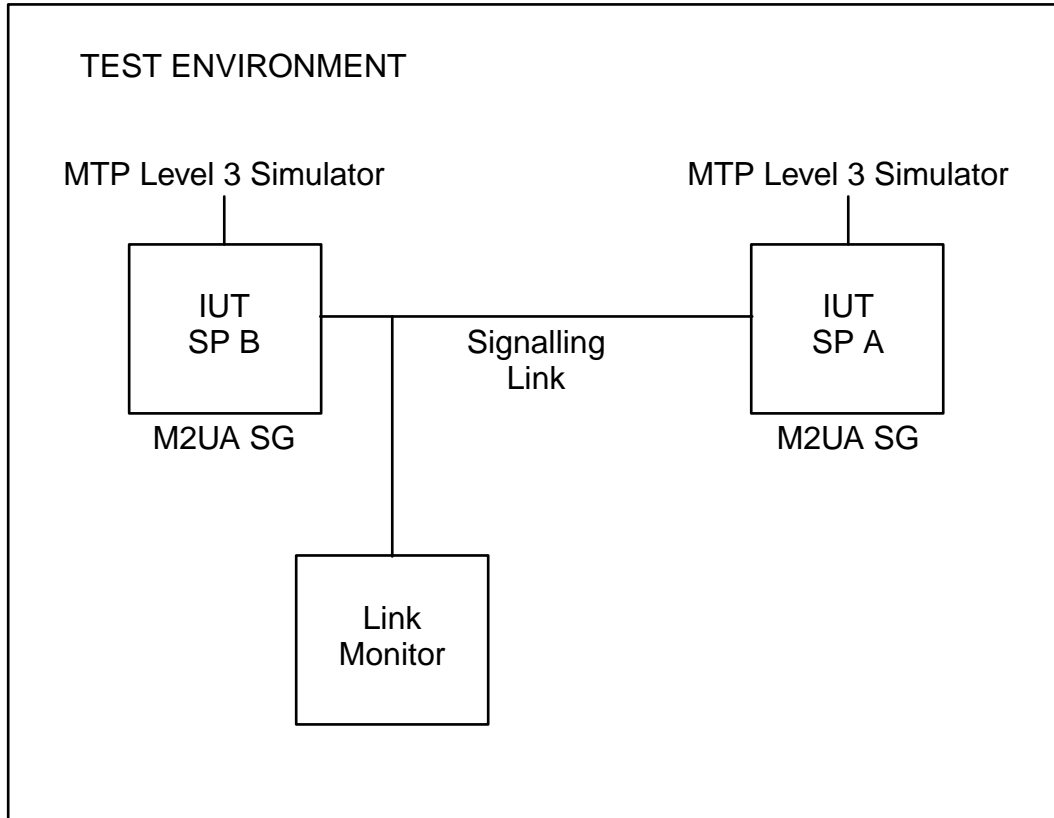 TEST ENVIRONMENT
MTP Level 3 Simulator
MTP Level 3 Simulator
IUT
SP B
IUT
SP A
Signalling
Link
M2UA SG
M2UA SG
Link
Monitor